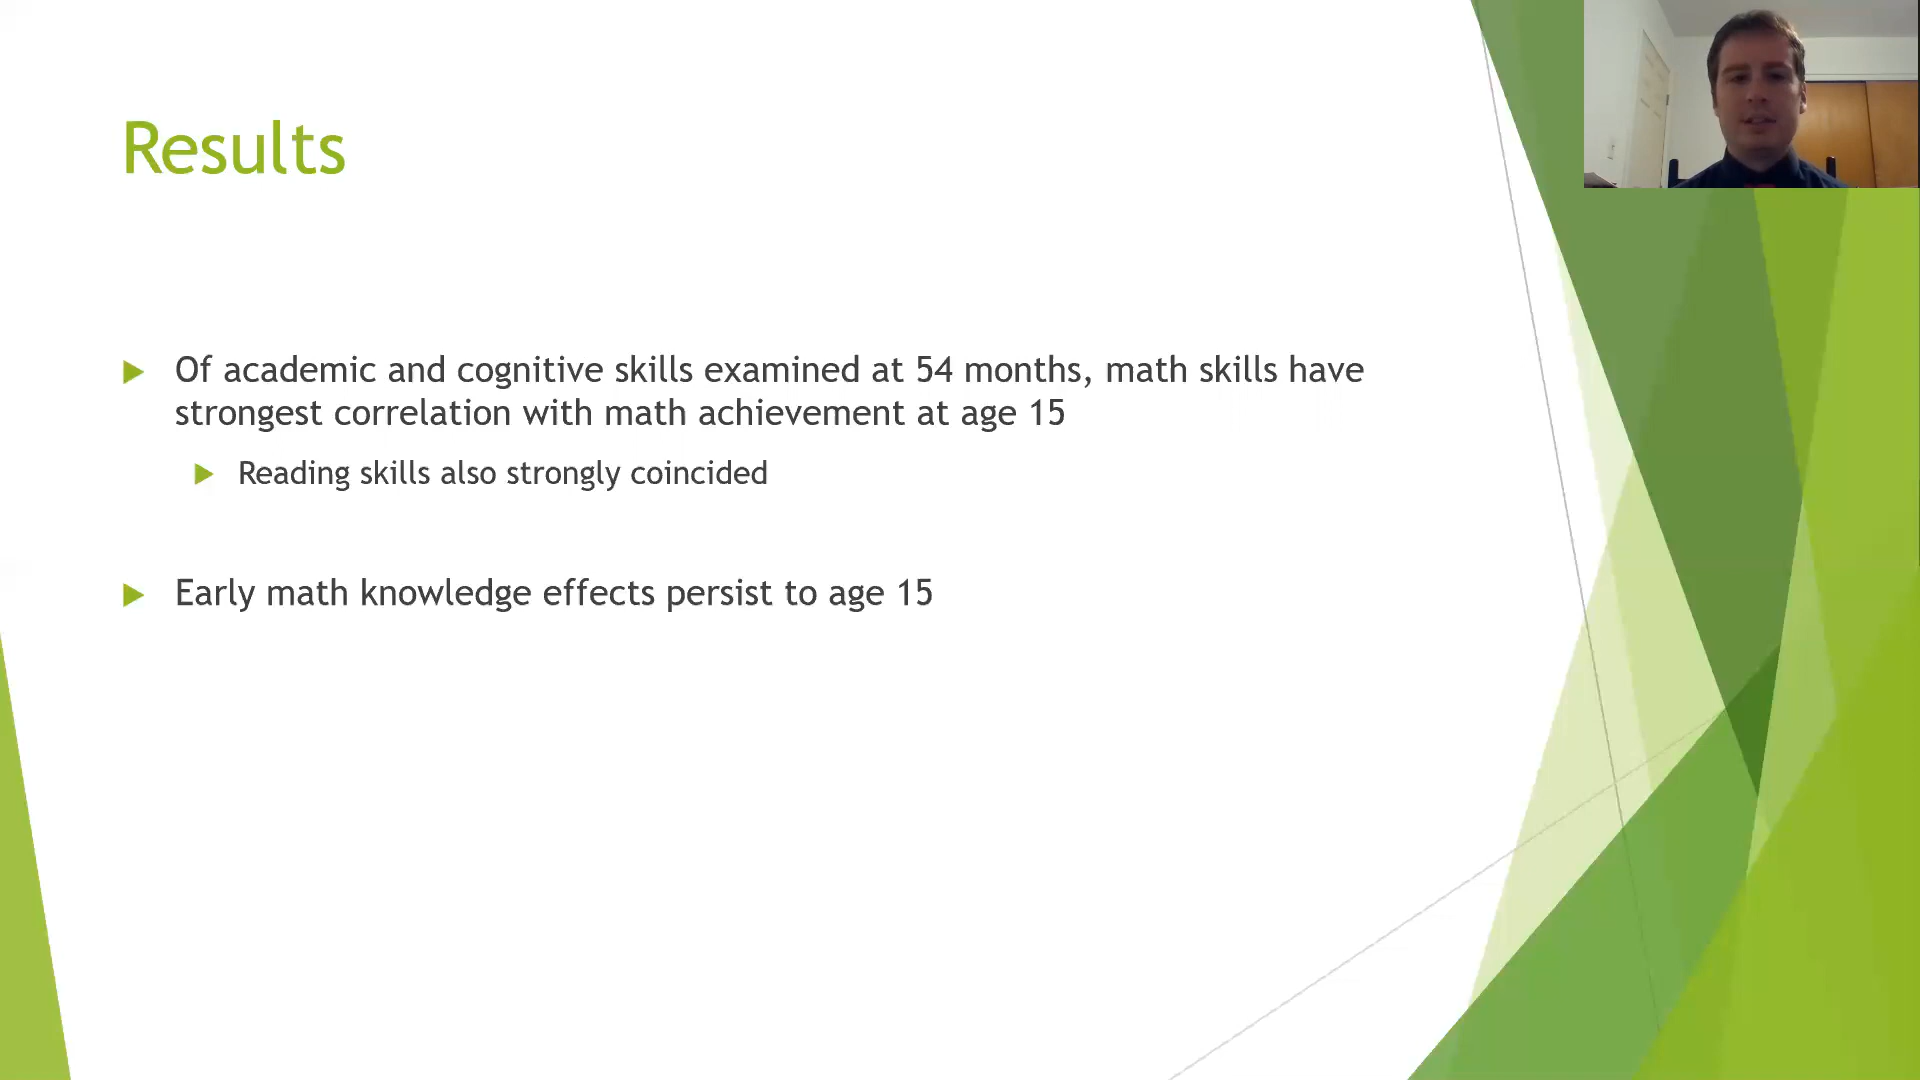 Results
Of academic and cognitive skills examined at 54 months, math skills have
strongest correlation with math achievement at age 15
Reading skills also strongly coincided
Early math knowledge effects persist to age 15